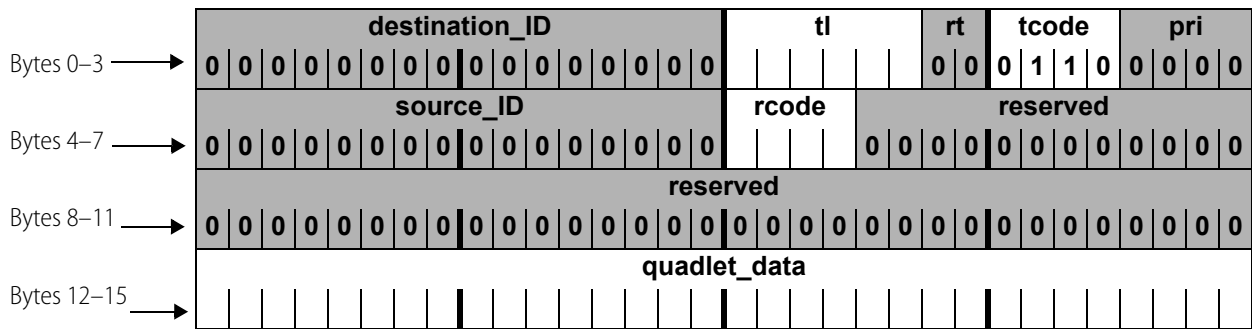 destination_ID tl rt tcode pri
Bytes 0–3 0 0 0 0 0 0 0 0 0 0 0 0 0 0 0 0 0 0 0 1 1 0 0 0 0 0
source_ID rcode reserved
Bytes 4–7 0 0 0 0 0 0 0 0 0 0 0 0 0 0 0 0 0 0 0 0 0 0 0 0 0 0 0 0
reserved
Bytes 8–11 0 0 0 0 0 0 0 0 0 0 0 0 0 0 0 0 0 0 0 0 0 0 0 0 0 0 0 0 0 0 0 0
quadlet_data
Bytes 12–15